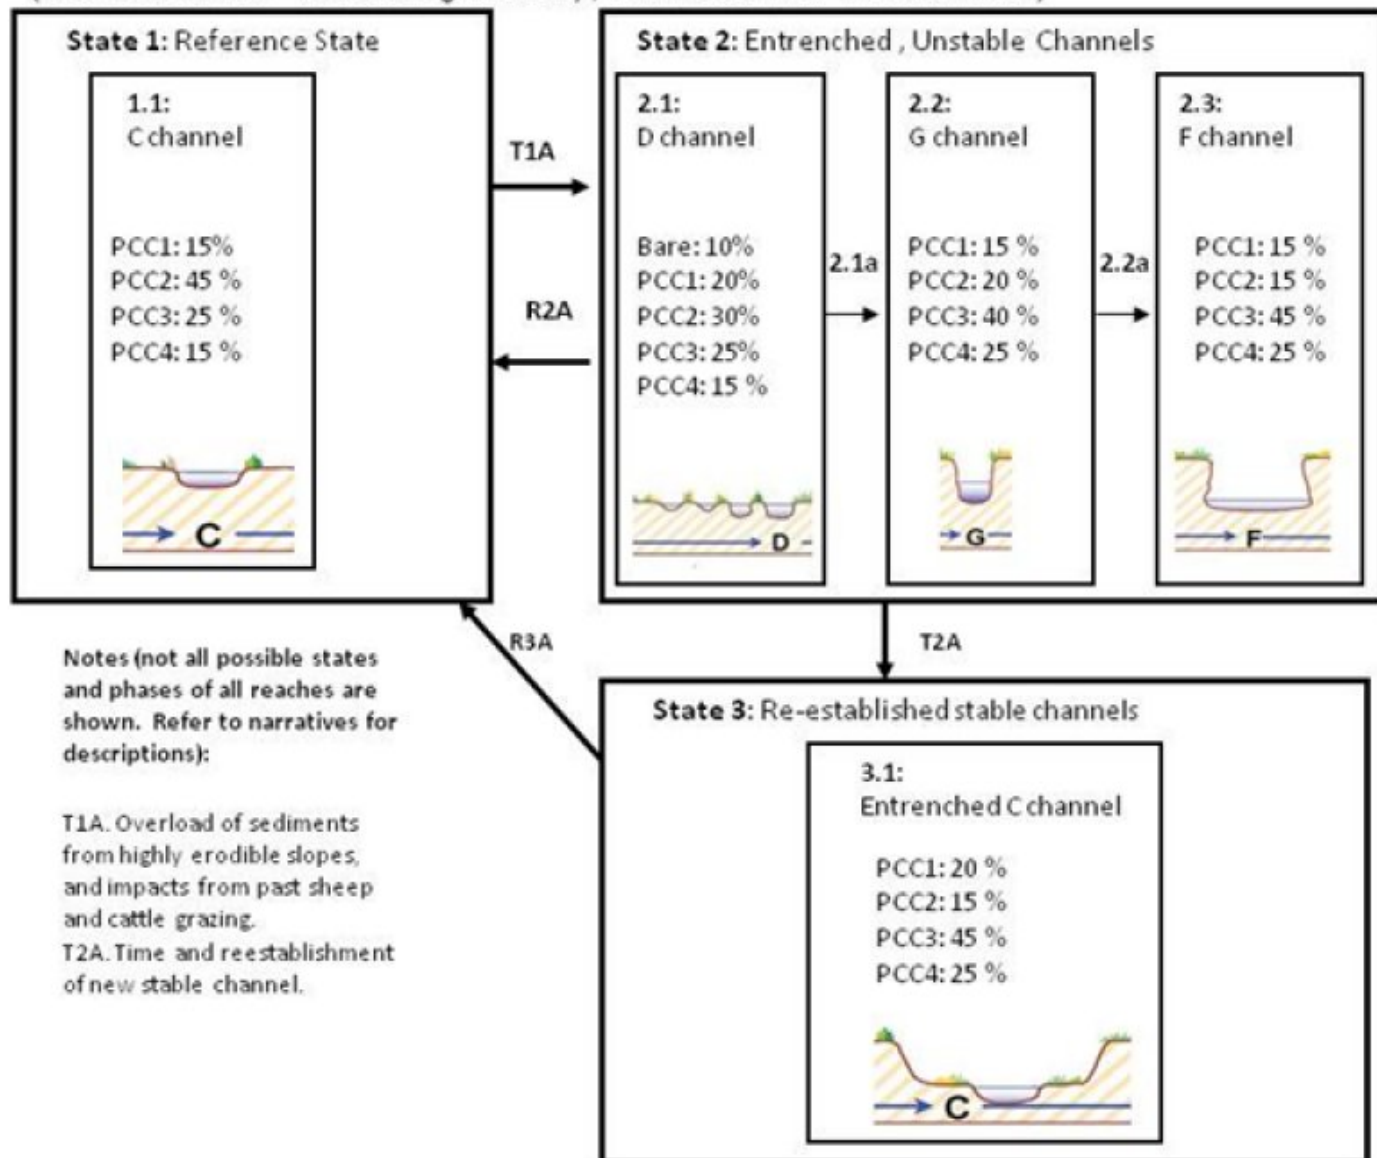 State 1: Reference State
1.1:
C channel
PCC1: 15%
PCC2: 45 %
PCC3: 25 %
PCC4: 15 %
C
T1A
R2A
State 2: Entrenched , Unstable Channels
2.1:
D channel
Bare: 10%
PCC1: 20%
PCC2: 30%
PCC3: 25%
PCC4: 15 %
D
2.1a
2.2:
G channel
PCC1: 15 %
PCC2: 20 %
PCC3: 40 %
PCC4: 25 %
G
2.2a
2.3:
F channel
PCC1: 15 %
PCC2: 15 %
PCC3: 45 %
PCC4: 25 %
F
R3A
T2A
Notes (not all possible states
and phases of all reaches are
shown. Refer to narratives for
descriptions):
T1A. Overload of sediments
from highly erodible slopes,
and impacts from past sheep
and cattle grazing.
T2A. Time and reestablishment
of new stable channel.
State 3: Re-established stable channels
3.1:
Entrenched C channel
PCC1: 20 %
PCC2: 15 %
PCC3: 45 %
PCC4: 25 %
C